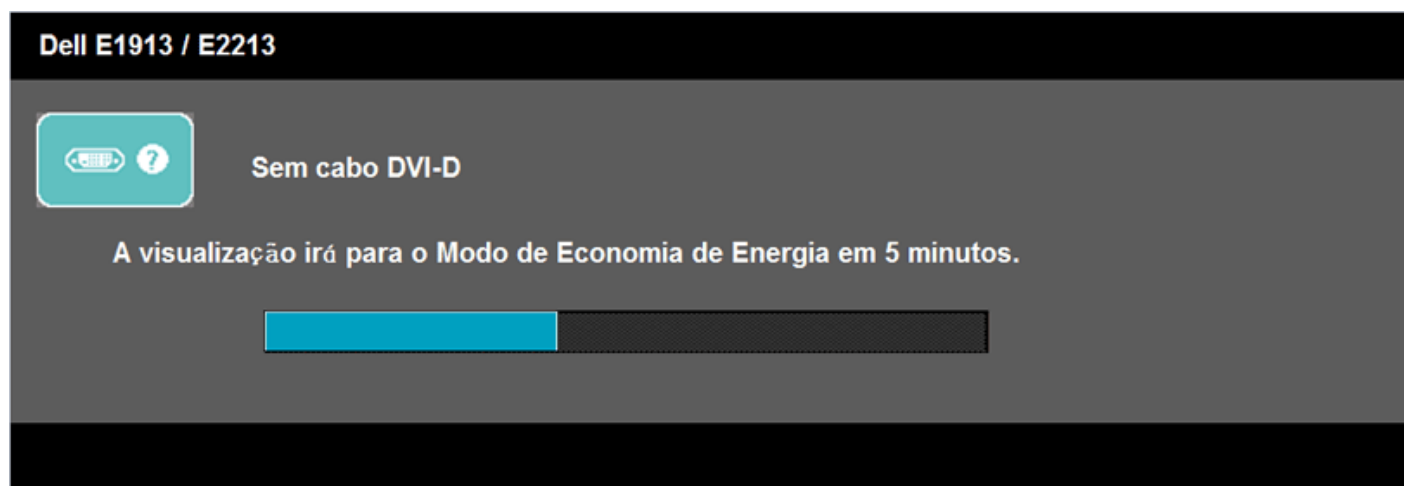 Dell E1913 / E2213
Sem cabo DVI-D
A visualização irá para o Modo de Economia de Energia em 5 minutos.